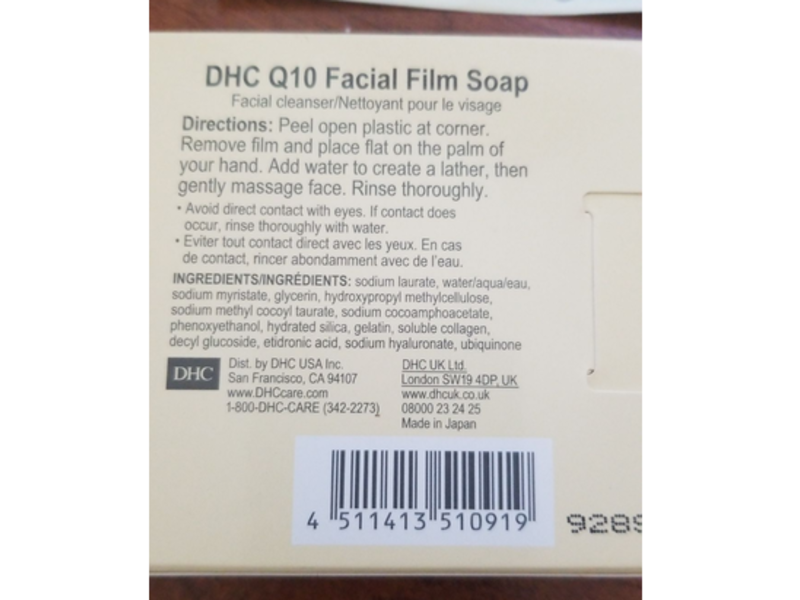 DHC Q10 Facial Film Soap
Facial cleanser/Nettoyant pour le visage
Directions: Peel open plastic at corner.
Remove film and place flat on the palm of
your hand. Add water to create a lather, then
gently massage face. Rinse thoroughly.
• Avoid direct contact with eyes. If contact does
occur, rinse thoroughly with water.
• Eviter tout contact direct avec les yeux. En cas
de contact, rincer abondamment avec de l'eau.
INGREDIENTS/INGRÉDIENTS: sodium laurate, water/aqua/eau,
sodium myristate, glycerin, hydroxypropyl methylcellulose,
sodium methyl cocoyl taurate, sodium cocoamphoacetate,
phenoxyethanol, hydrated silica, gelatin, soluble collagen,
decyl glucoside, etidronic acid, sodium hyaluronate, ubiquinone
DHC
Dist. by DHC USA Inc.
San Francisco, CA 94107
www.DHCcare.com
1-800-DHC-CARE (342-2273)
DHC UK Ltd.
London SW19 4DP, UK
www.dhcuk.co.uk
08000 23 24 25
Made in Japan
4 511413 510919
928